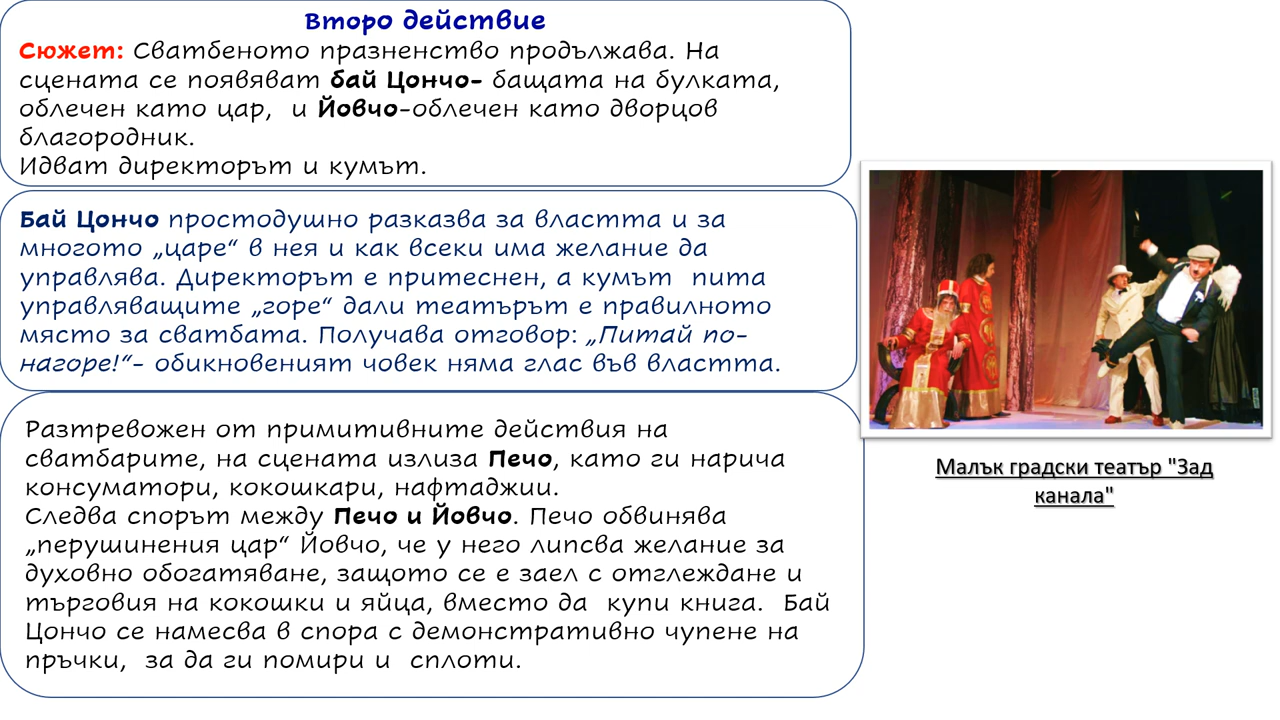 Второ действие
Сюжет: Сватбеното празненство продължава. На
сцената се появяват бай Цончо- бащата на булката,
облечен като цар, и Йовчо-облечен като дворцов
благородник.
Идват директорът и кумът.
Бай Цончо простодушно разказва за властта и за
многото „царе“ в нея и как всеки има желание да
управлява. Директорът е притеснен, а кумът пита
управляващите „горе“ дали театърът е правилното
място за сватбата. Получава отговор: „Питай по-
нагоре!“- обикновеният човек няма глас във властта.
Разтревожен от примитивните действия на
сватбарите, на сцената излиза Печо, като ги нарича
консуматори, кокошкари, нафтаджии.
Следва спорът между Печо и Йовчо. Печо обвинява
„перушинения цар“ Йовчо, че у него липсва желание за
духовно обогатяване, защото се е заел с отглеждане и
търговия на кокошки и яйца, вместо да купи книга. Бай
Цончо се намесва в спора с демонстративно чупене на
пръчки, за да ги помири и сплоти.
Малък градски театър "Зад
канала"